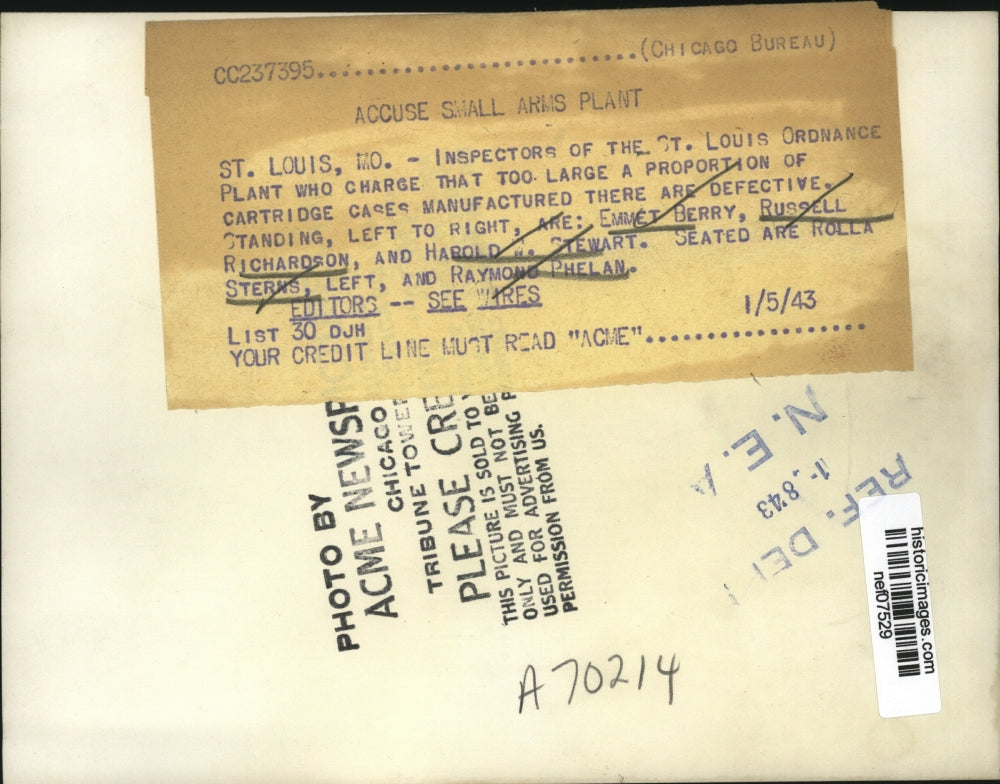 CC237395..............................(CHICAGO BUREAU)
ACCUSE SMALL ARMS PLANT
ST. LOUIS, MO. - INSPECTORS OF THE ST. LOUIS ORDNANCE
PLANT WHO CHARGE THAT TOO LARGE A PROPORTION OF
CARTRIDGE CASES MANUFACTURED THERE ARE DEFECTIVE.
STANDING, LEFT TO RIGHT, ARE: EMMET BERRY, RUSSELL
RICHARDSON, AND HAROLD W. STEWART. SEATED ARE ROLLA
STERNS, LEFT, AND RAYMOND PHELAN.
EDITORS -- SEE WIRES
LIST 30 DJH 1/5/43
YOUR CREDIT LINE MUST READ "ACME"....................
PHOTO BY
ACME NEWSP
CHICAGO
TRIBUNE TOWER
PLEASE CRE
THIS PICTURE IS SOLD TO
ONLY AND MUST NOT BE
USED FOR ADVERTISING
PERMISSION FROM US.
N. E. A
1. 843
REF. DEP
historicimages.com
nef07529
A70214